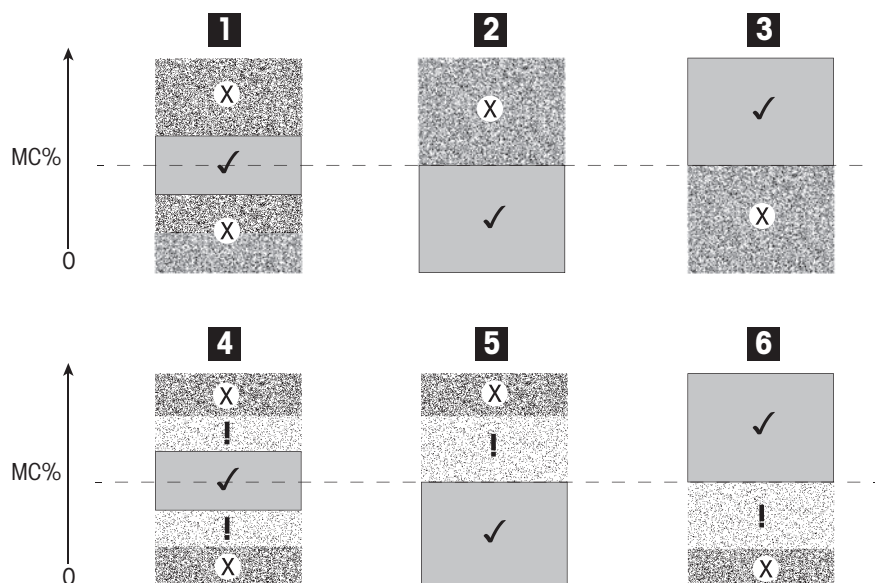 1 2 3
X X
✓
MC%
✓
✓ X
X
0
4 5 6
X X
! ✓
!
MC% ✓
! ✓ !
0 X X